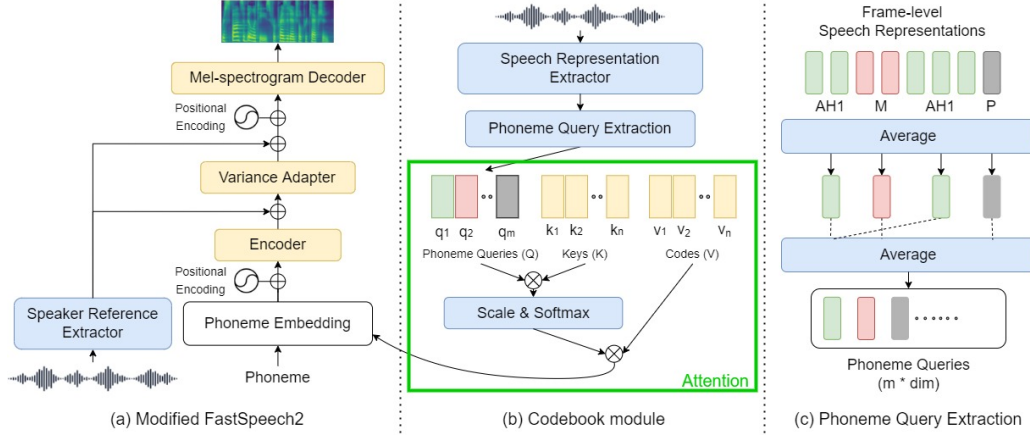 Mel-spectrogram Decoder
Positional
Encoding
Variance Adapter
Encoder
Positional
Encoding
Speaker Reference
Extractor
Phoneme Embedding
Phoneme
(a) Modified FastSpeech2
Speech Representation
Extractor
Phoneme Query Extraction
q1 q2 qm k1 k2 kn v1 v2 vn
Phoneme Queries (Q) Keys (K) Codes (V)
Scale & Softmax
Attention
(b) Codebook module
Frame-level
Speech Representations
AH1 M AH1 P
Average
Average
Phoneme Queries
(m * dim)
(c) Phoneme Query Extraction